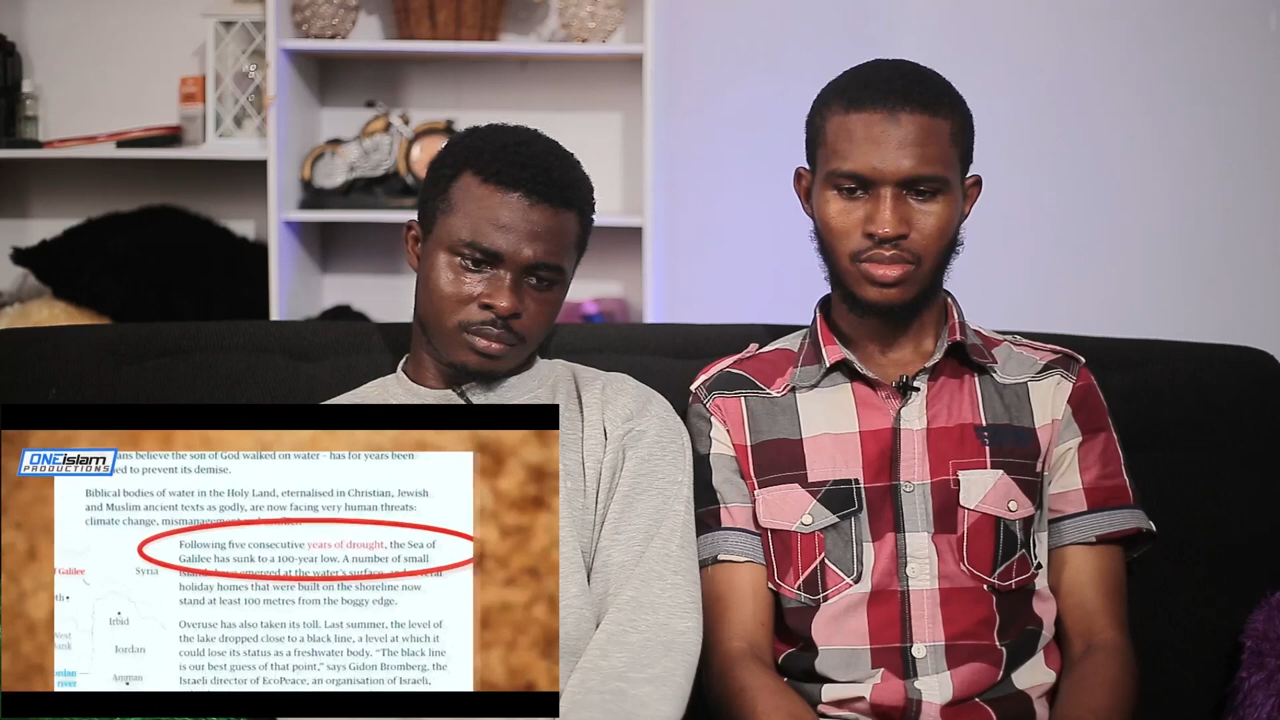 ONEislam
PRODUCTIONS
ans believe the son of God walked on water – has for years been
ed to prevent its demise.
Biblical bodies of water in the Holy Land, eternalised in Christian, Jewish
and Muslim ancient texts as godly, are now facing very human threats:
climate change, mismanagement
Following five consecutive years of drought, the Sea of
Galilee has sunk to a 100-year low. A number of small
Galilee
Syria
emerged at the water's surface,
holiday homes that were built on the shoreline now
stand at least 100 metres from the boggy edge.
Irbid
Overuse has also taken its toll. Last summer, the level of
the lake dropped close to a black line, a level at which it
could lose its status as a freshwater body. "The black line
Jordan
is our best guess of that point," says Gidon Bromberg, the
river
Amman
Israeli director of EcoPeace, an organisation of Israeli,